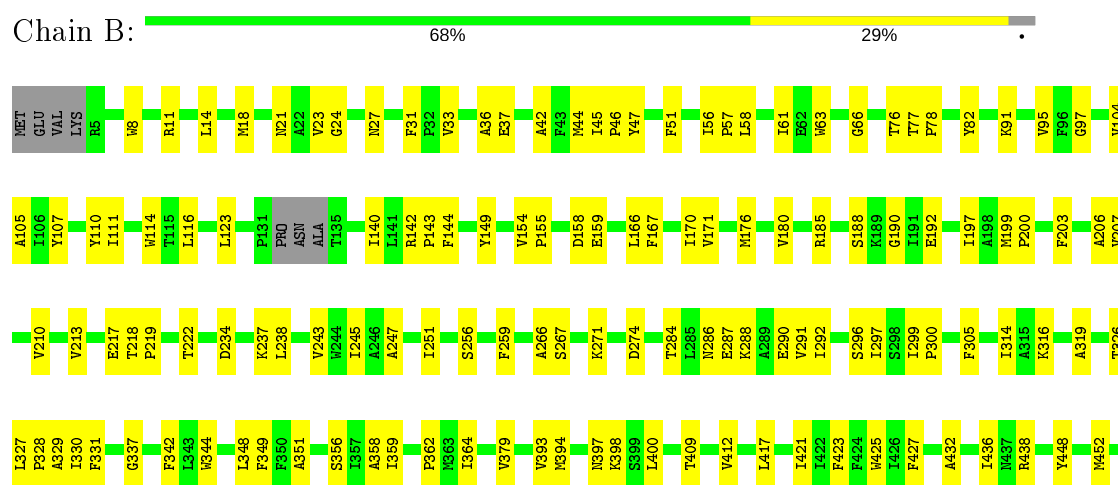 Chain B:
68% 29% •
MET GLU VAL LYS R5 W8 R11 L14 M18 N21 A22 V23 G24 N27 F31 P32 V33 A36 E37 A42 F43 M44 I45 P46 Y47 F51 I56 P57 L58 I61 E62 W63 G66 T76 T77 P78 Y82 K91 V95 F96 G97
A105 I106 Y107 Y110 I111 W114 T115 L116 L123 P131 PRO ASN ALA T135 I140 L141 R142 P143 F144 Y149 V154 P155 D158 E159 L166 F167 I170 V171 M176 V180 R185 S188 K189 G190 I191 E192 I197 A198 M199 P200 F203 A206
V210 V213 E217 T218 P219 T222 D234 K237 L238 V243 W244 I245 A246 A247 I251 S256 F259 A266 S267 K271 D274 T284 L285 N286 E287 K288 A289 E290 V291 I292 S296 I297 S298 I299 P300 F305 I314 A315 K316 A319 T326
L327 P328 A329 I330 F331 G337 F342 L343 W344 L348 F349 F350 A351 S356 I357 A358 I359 P362 M363 I364 V379 V393 M394 N397 K398 S399 L400 T409 V412 L417 I421 I422 F423 F424 W425 I426 F427 A432 I436 N437 R438 Y448 M452